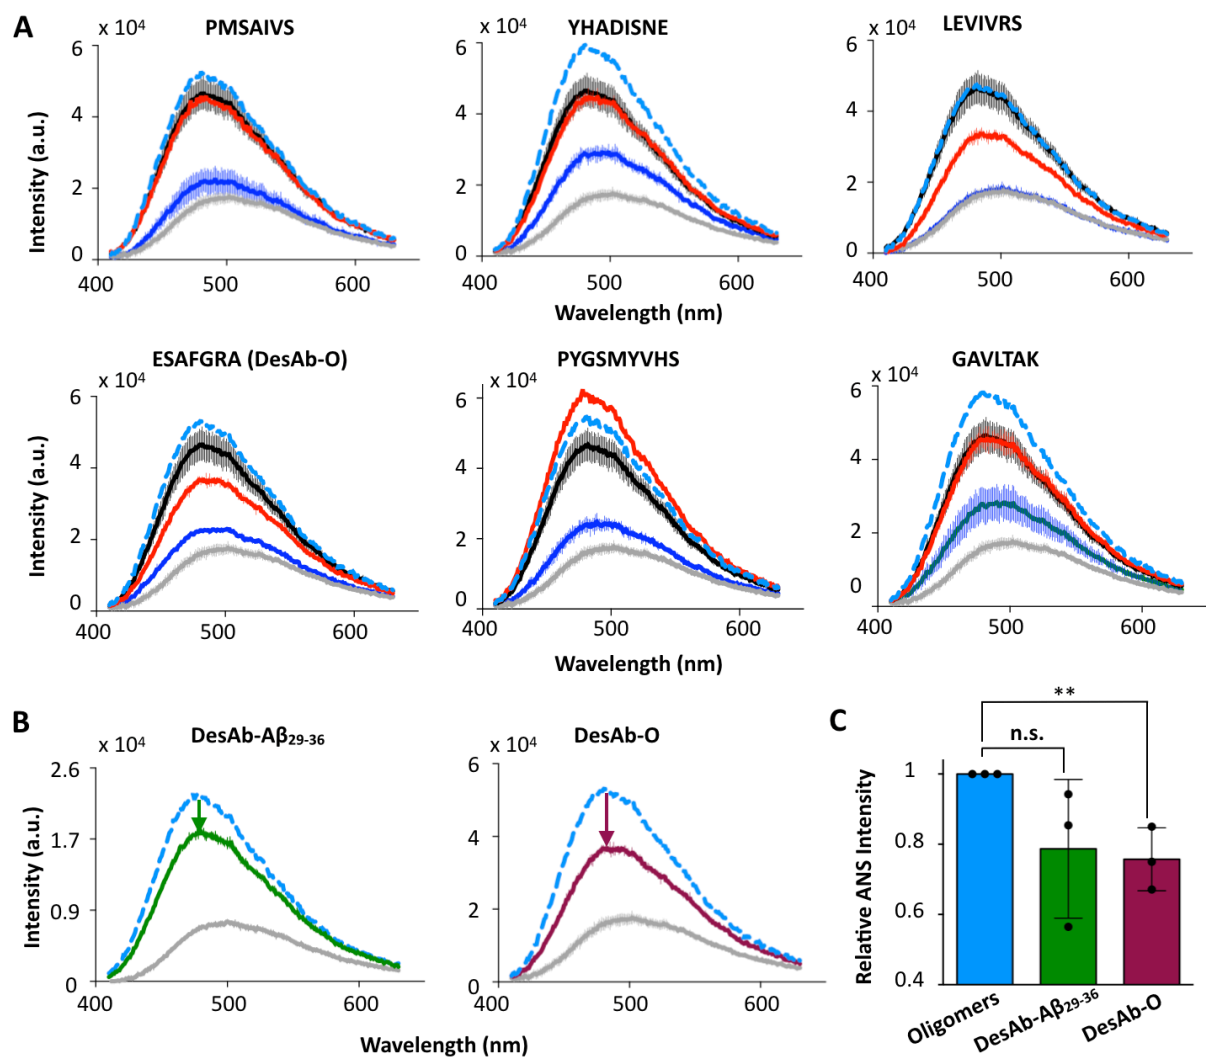 A
PMSAIVS
YHADISNE
LEVIVRS
x 10⁴
x 10⁴
x 10⁴
Intensity (a.u.)
6
4
2
0
400
500
600
6
4
2
0
400
500
600
6
4
2
0
400
500
600
Wavelength (nm)
ESAFGRA (DesAb-O)
PYGSMYVHS
GAVLTAK
x 10⁴
x 10⁴
x 10⁴
Intensity (a.u.)
6
4
2
0
400
500
600
6
4
2
0
400
500
600
6
4
2
0
400
500
600
Wavelength (nm)
B
DesAb-Aβ₂₉₋₃₆
DesAb-O
x 10⁴
x 10⁴
Intensity (a.u.)
2.6
1.7
0.9
0
400
500
600
6
4
2
0
400
500
600
Wavelength (nm)
C
**
n.s.
Relative ANS Intensity
1
0.8
0.6
0.4
Oligomers
DesAb-Aβ₂₉₋₃₆
DesAb-O